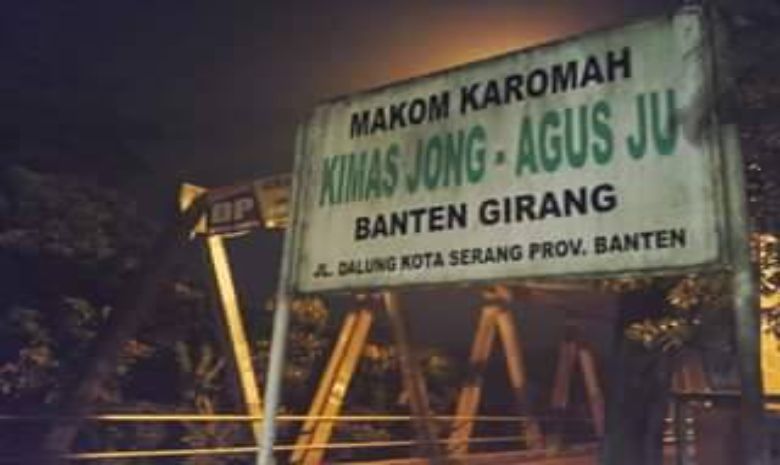 MAKOM KAROMAH
KIMAS JONG - AGUS JU
BANTEN GIRANG
JL. DALUNG KOTA SERANG PROV. BANTEN